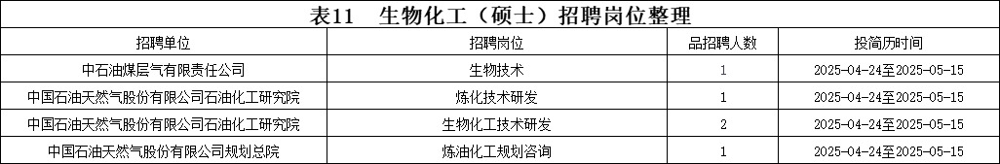 表11 生物化工（硕士）招聘岗位整理
招聘单位 招聘岗位 品招聘人数 投简历时间
中石油煤层气有限责任公司 生物技术 1 2025-04-24至2025-05-15
中国石油天然气股份有限公司石油化工研究院 炼化技术研发 1 2025-04-24至2025-05-15
中国石油天然气股份有限公司石油化工研究院 生物化工技术研发 2 2025-04-24至2025-05-15
中国石油天然气股份有限公司规划总院 炼油化工规划咨询 1 2025-04-24至2025-05-15